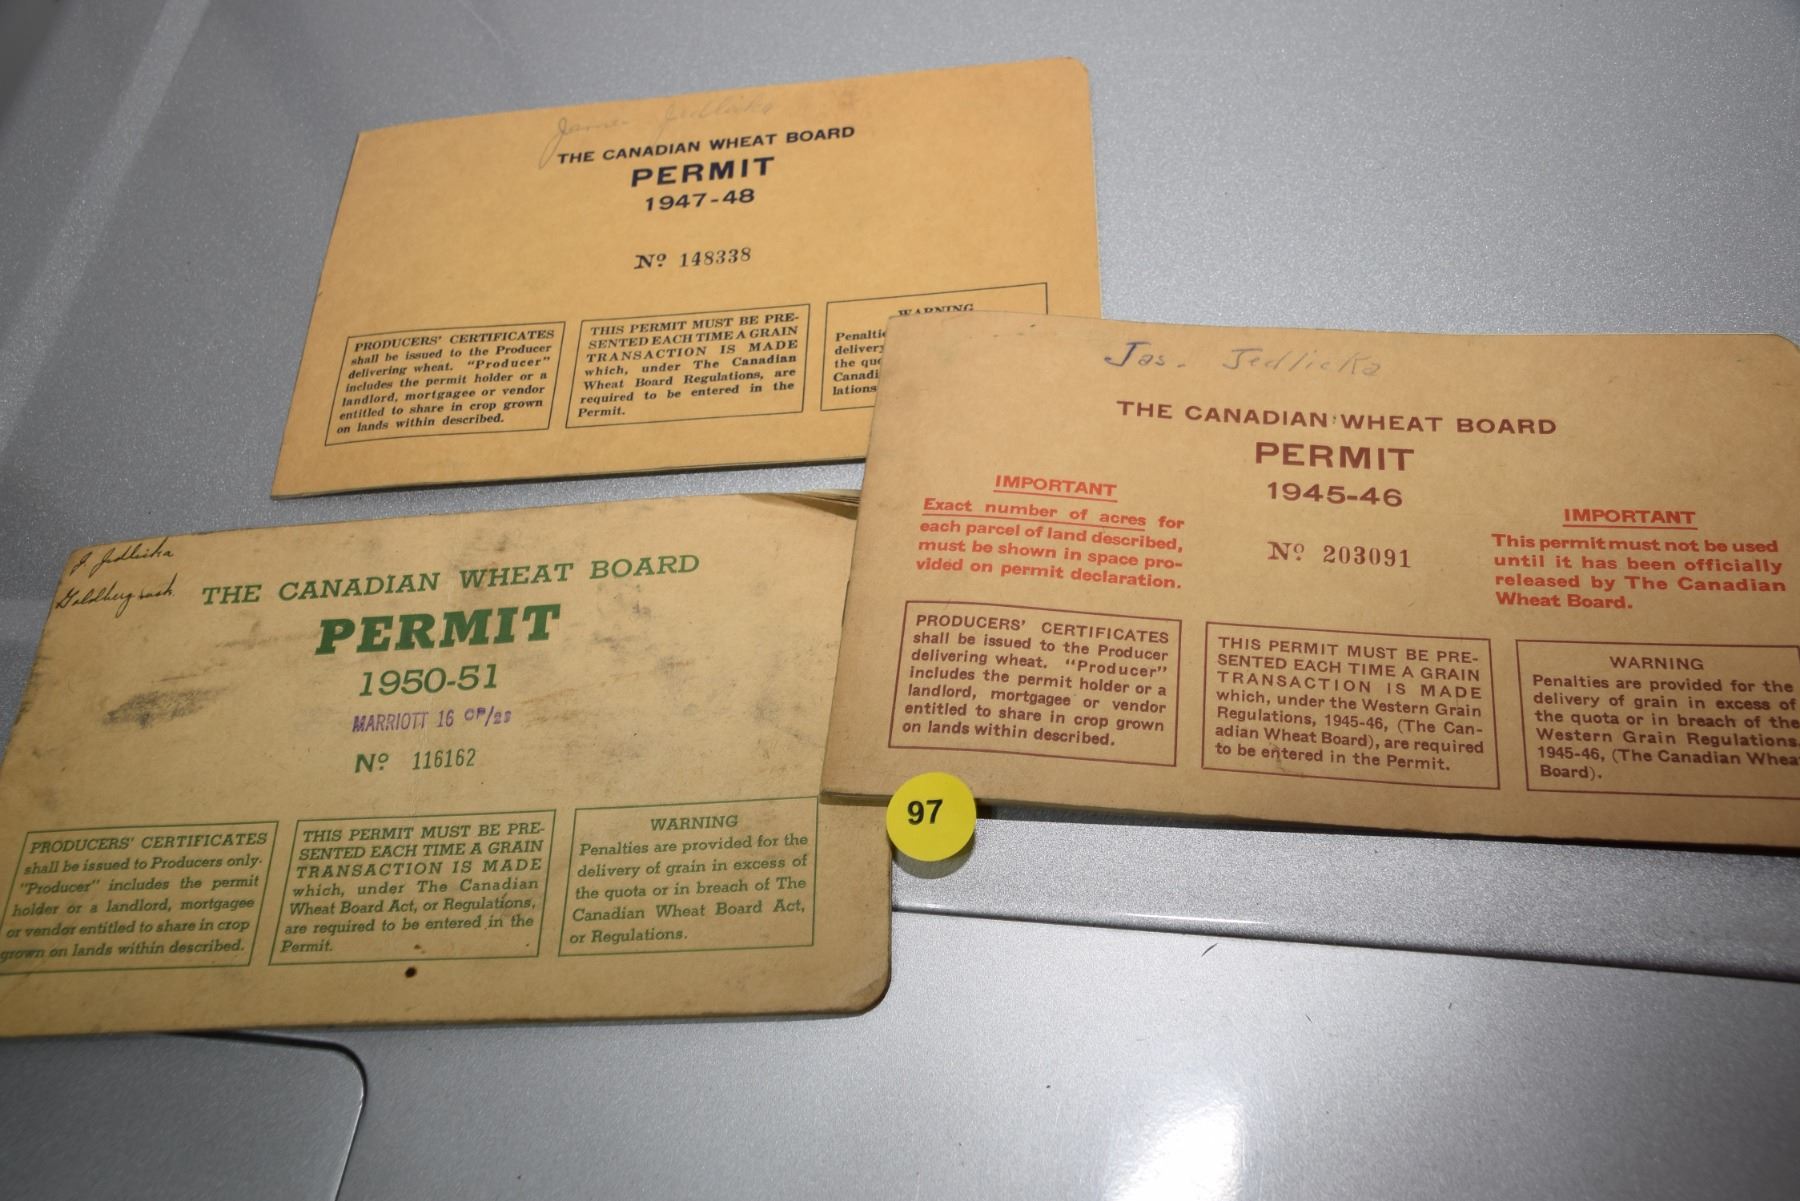 James Jedlicka
THE CANADIAN WHEAT BOARD
PERMIT
1947-48
Nº 148338
PRODUCERS' CERTIFICATES
shall be issued to the Producer
delivering wheat. "Producer"
includes the permit holder or a
landlord, mortgagee or vendor
entitled to share in crop grown
on lands within described.
THIS PERMIT MUST BE PRE-
SENTED EACH TIME A GRAIN
TRANSACTION IS MADE
which, under The Canadian
Wheat Board Regulations, are
required to be entered in the
Permit.
WARNING
Penaltie
delivery
the quo
Canadi
lations
Jas. Jedlicka
THE CANADIAN WHEAT BOARD
PERMIT
1945-46
Nº 203091
IMPORTANT
Exact number of acres for
each parcel of land described,
must be shown in space pro-
vided on permit declaration.
IMPORTANT
This permit must not be used
until it has been officially
released by The Canadian
Wheat Board.
PRODUCERS' CERTIFICATES
shall be issued to the Producer
delivering wheat. "Producer"
includes the permit holder or a
landlord, mortgagee or vendor
entitled to share in crop grown
on lands within described.
THIS PERMIT MUST BE PRE-
SENTED EACH TIME A GRAIN
TRANSACTION IS MADE
which, under the Western Grain
Regulations, 1945-46, (The Can-
adian Wheat Board), are required
to be entered in the Permit.
WARNING
Penalties are provided for the
delivery of grain in excess of
the quota or in breach of the
Western Grain Regulations,
1945-46, (The Canadian Whea
Board).
J Jedlicka
THE CANADIAN WHEAT BOARD
PERMIT
1950-51
MARRIOTT 16 CP/2S
Nº 116162
PRODUCERS' CERTIFICATES
shall be issued to Producers only.
"Producer" includes the permit
holder or a landlord, mortgagee
or vendor entitled to share in crop
grown on lands within described.
THIS PERMIT MUST BE PRE-
SENTED EACH TIME A GRAIN
TRANSACTION IS MADE
which, under The Canadian
Wheat Board Act, or Regulations,
are required to be entered in the
Permit.
WARNING
Penalties are provided for the
delivery of grain in excess of
the quota or in breach of The
Canadian Wheat Board Act,
or Regulations.
97